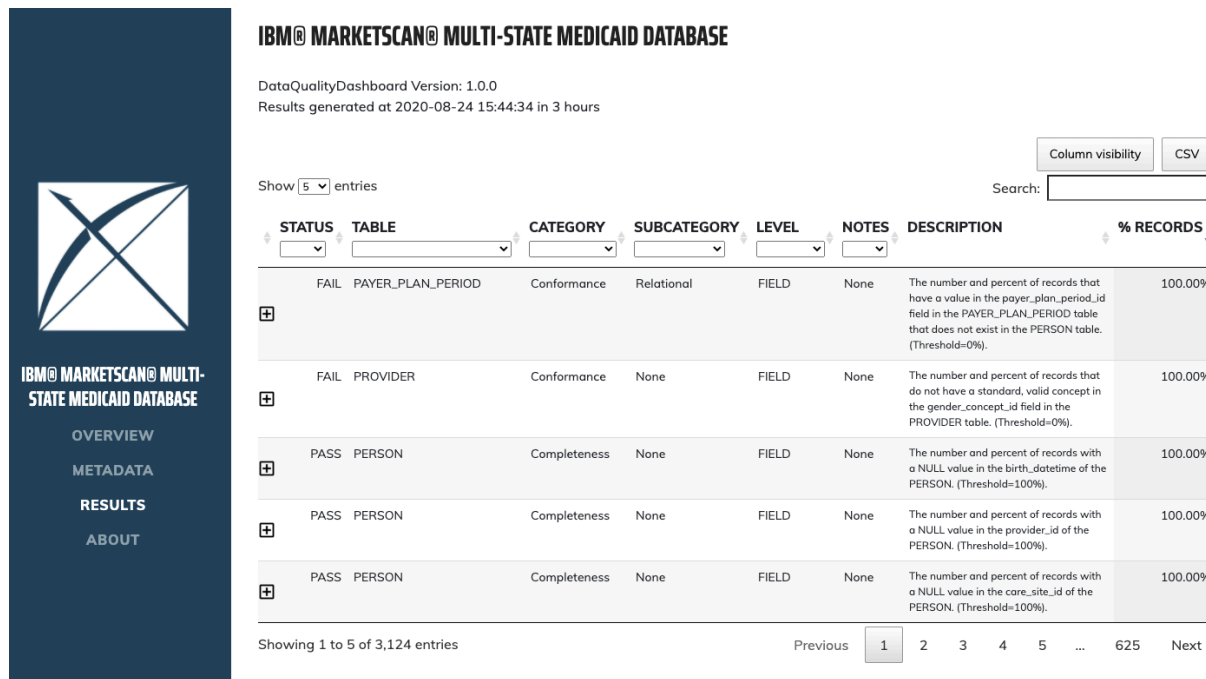 IBM® MARKETSCAN® MULTI-
STATE MEDICAID DATABASE
OVERVIEW
METADATA
RESULTS
ABOUT
IBM® MARKETSCAN® MULTI-STATE MEDICAID DATABASE
DataQualityDashboard Version: 1.0.0
Results generated at 2020-08-24 15:44:34 in 3 hours
Column visibility CSV
Show 5 entries
Search:
STATUS TABLE CATEGORY SUBCATEGORY LEVEL NOTES DESCRIPTION % RECORDS
FAIL PAYER_PLAN_PERIOD Conformance Relational FIELD None The number and percent of records that 100.00%
have a value in the payer_plan_period_id
field in the PAYER_PLAN_PERIOD table
that does not exist in the PERSON table.
(Threshold=0%).
FAIL PROVIDER Conformance None FIELD None The number and percent of records that 100.00%
do not have a standard, valid concept in
the gender_concept_id field in the
PROVIDER table. (Threshold=0%).
PASS PERSON Completeness None FIELD None The number and percent of records with 100.00%
a NULL value in the birth_datetime of the
PERSON. (Threshold=100%).
PASS PERSON Completeness None FIELD None The number and percent of records with 100.00%
a NULL value in the provider_id of the
PERSON. (Threshold=100%).
PASS PERSON Completeness None FIELD None The number and percent of records with 100.00%
a NULL value in the care_site_id of the
PERSON. (Threshold=100%).
Showing 1 to 5 of 3,124 entries
Previous 1 2 3 4 5 … 625 Next